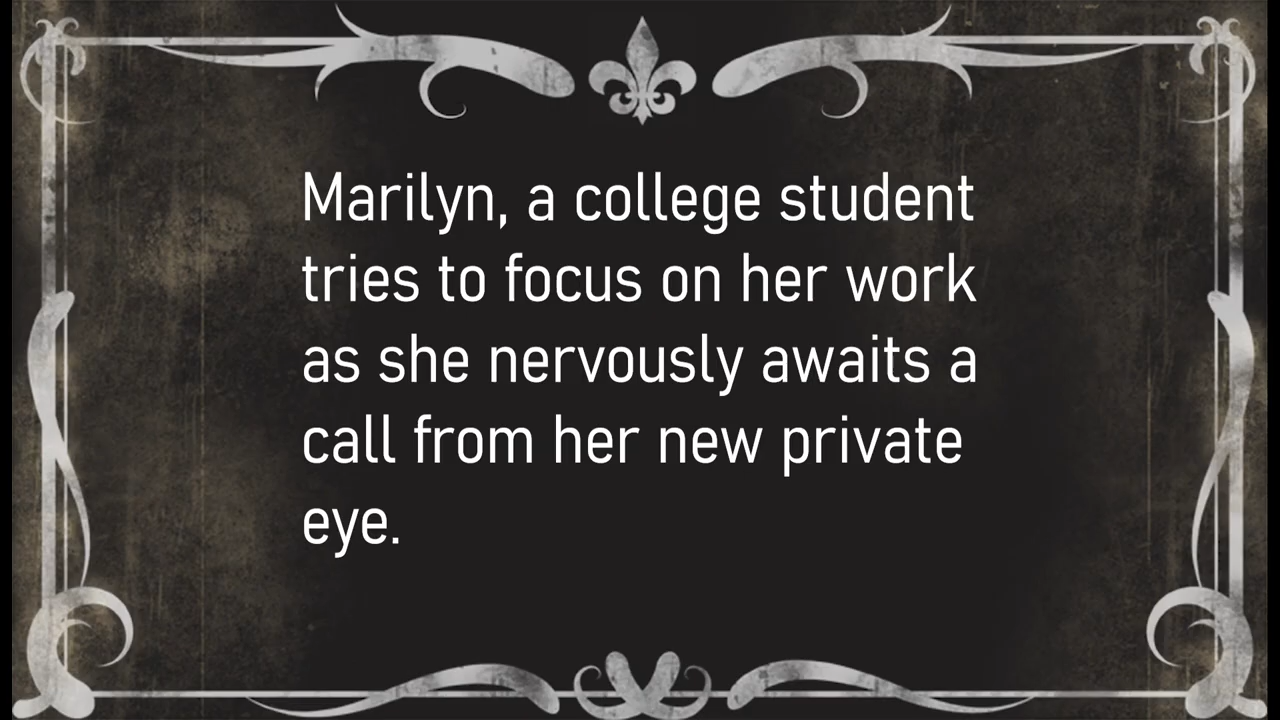 Marilyn, a college student
tries to focus on her work
as she nervously awaits a
call from her new private
eye.